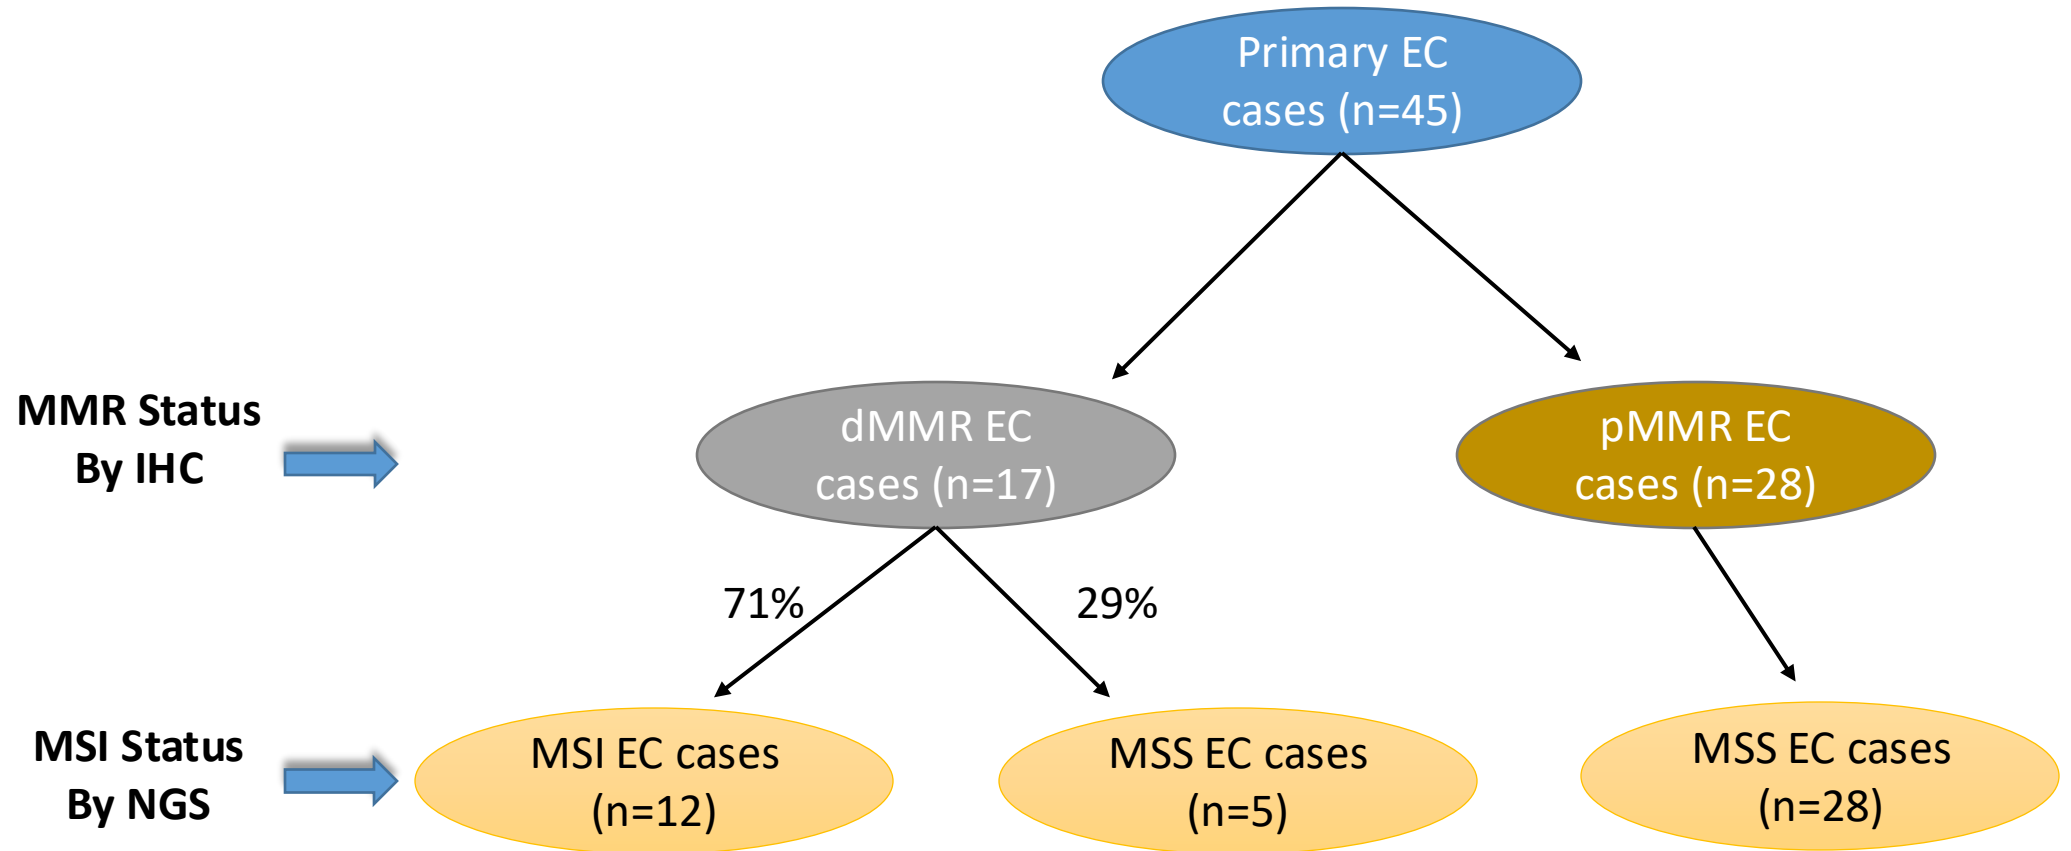 Primary EC
cases (n=45)
MMR Status
By IHC
dMMR EC
cases (n=17)
pMMR EC
cases (n=28)
71%
29%
MSI Status
By NGS
MSI EC cases
(n=12)
MSS EC cases
(n=5)
MSS EC cases
(n=28)